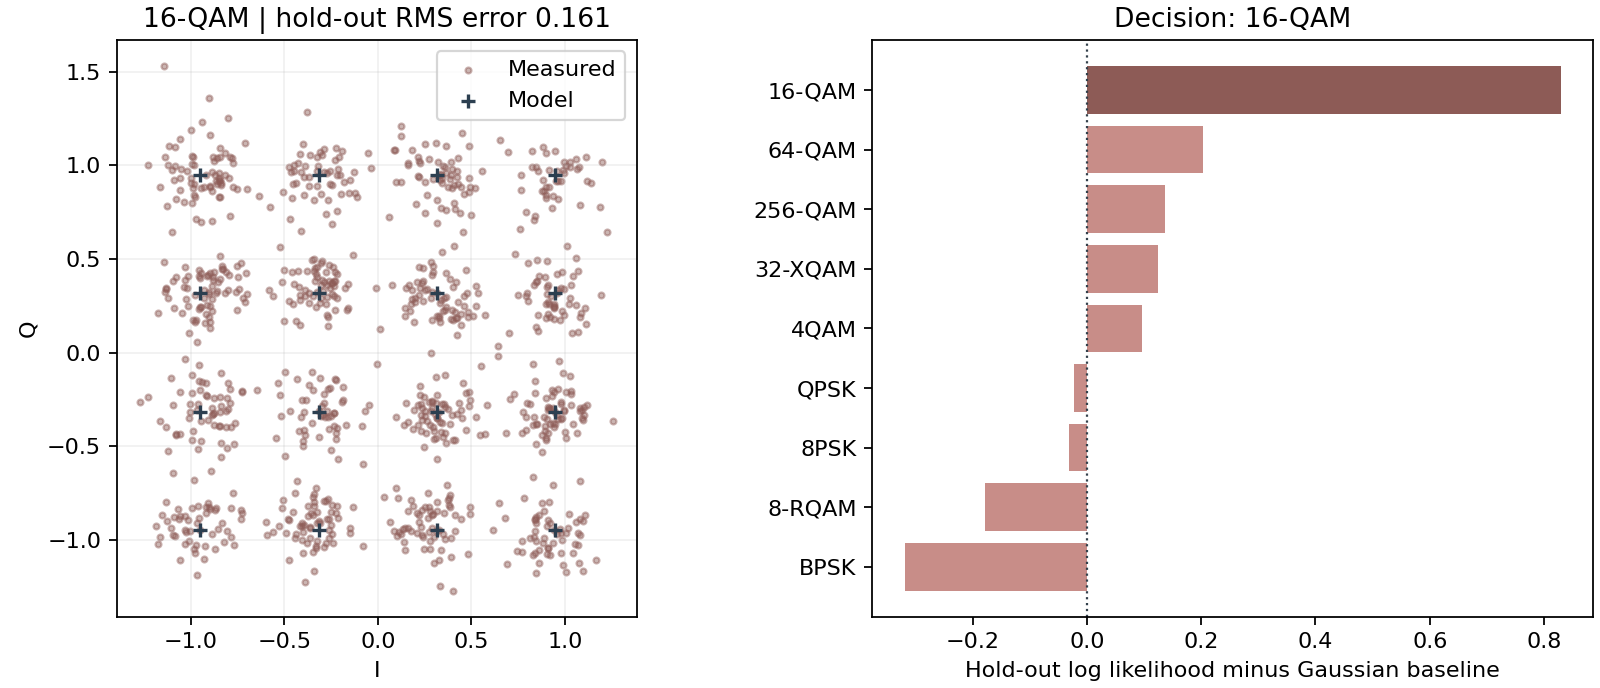 16-QAM | hold-out RMS error 0.161
Measured
Model
1.5
1.0
0.5
0.0
−0.5
−1.0
Q
−1.0
−0.5
0.0
0.5
1.0
I
Decision: 16-QAM
16-QAM
64-QAM
256-QAM
32-XQAM
4QAM
QPSK
8PSK
8-RQAM
BPSK
−0.2
0.0
0.2
0.4
0.6
0.8
Hold-out log likelihood minus Gaussian baseline